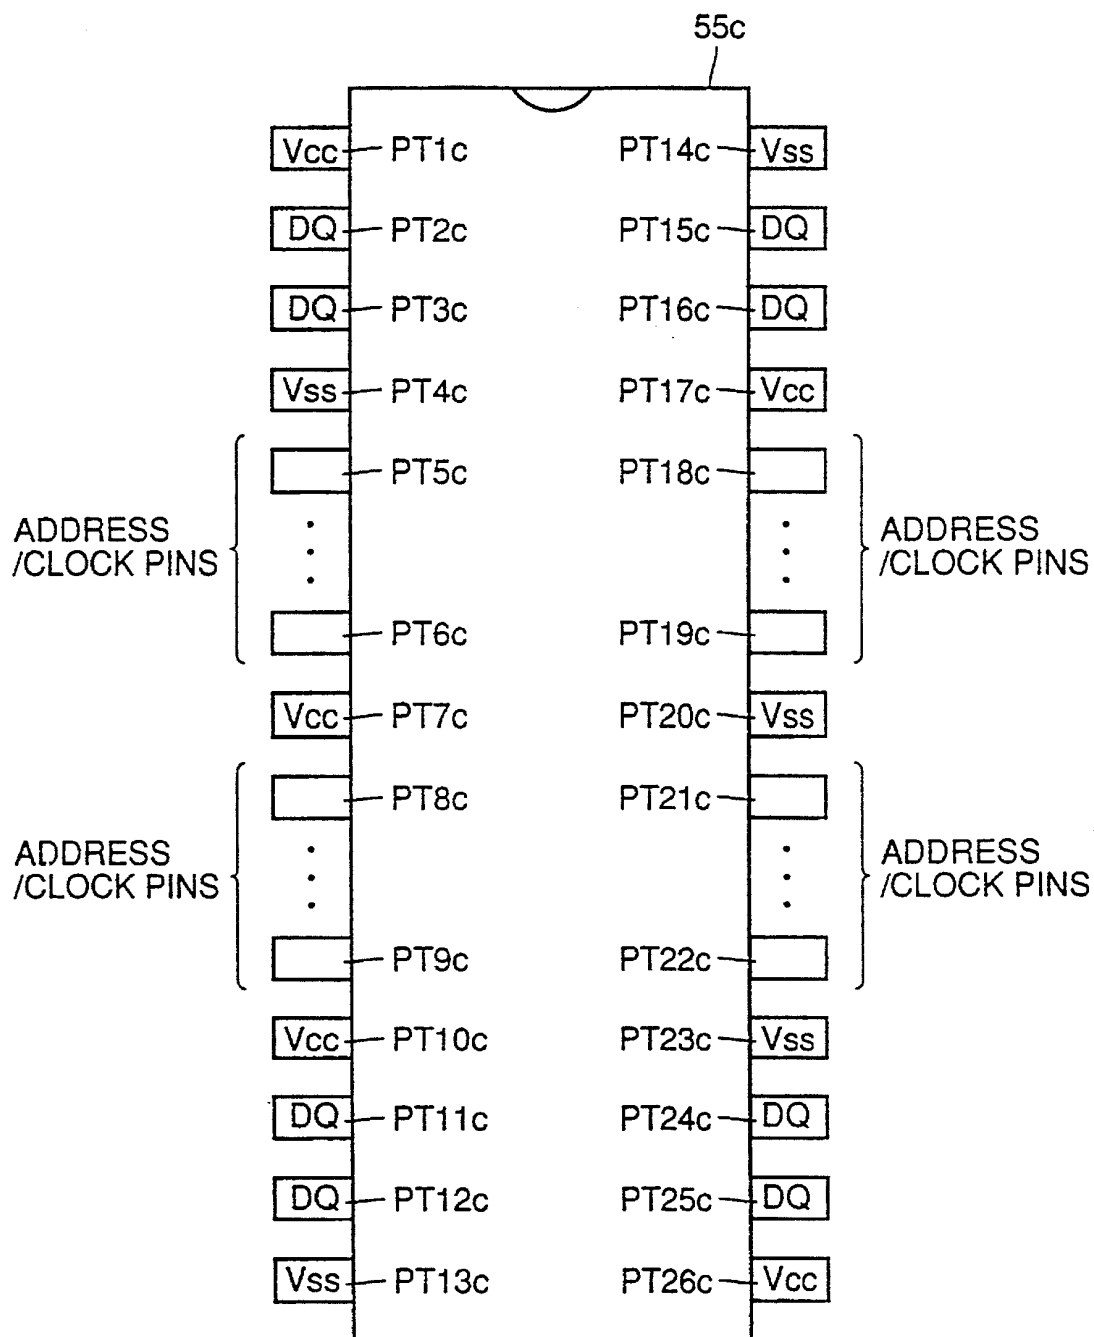 55c
Vcc PT1c PT14c Vss
DQ PT2c PT15c DQ
DQ PT3c PT16c DQ
Vss PT4c PT17c Vcc
PT5c PT18c
ADDRESS
/CLOCK PINS
ADDRESS
/CLOCK PINS
PT6c PT19c
Vcc PT7c PT20c Vss
PT8c PT21c
ADDRESS
/CLOCK PINS
ADDRESS
/CLOCK PINS
PT9c PT22c
Vcc PT10c PT23c Vss
DQ PT11c PT24c DQ
DQ PT12c PT25c DQ
Vss PT13c PT26c Vcc